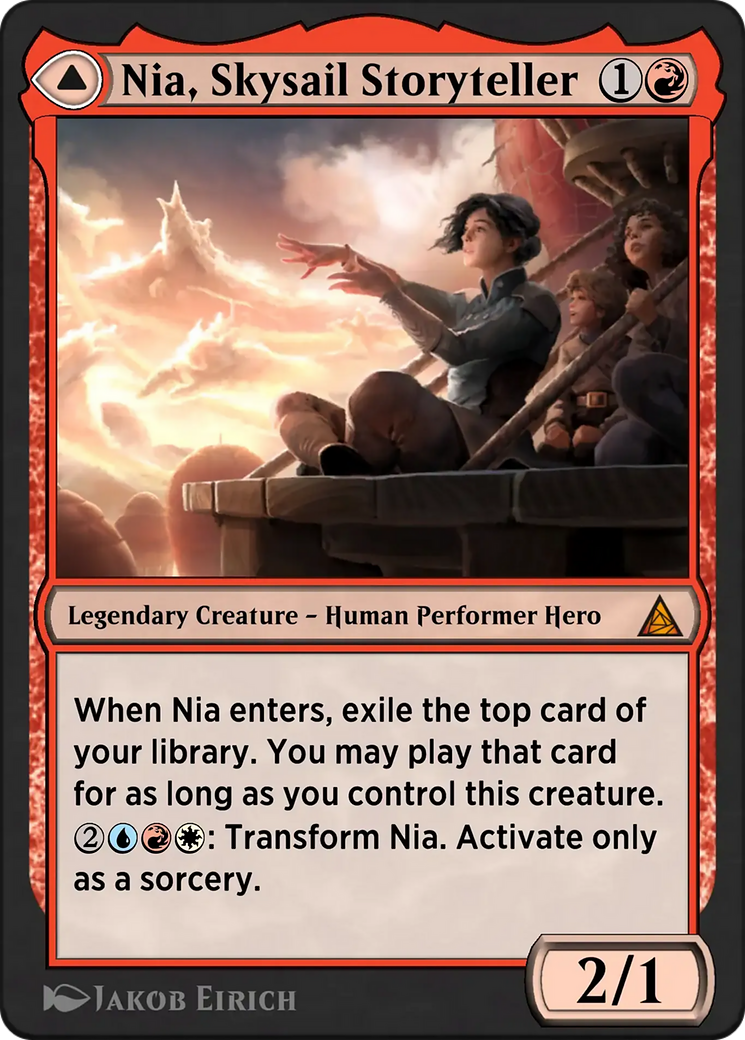 Nia, Skysail Storyteller 1
Legendary Creature – Human Performer Hero
When Nia enters, exile the top card of
your library. You may play that card
for as long as you control this creature.
2: Transform Nia. Activate only
as a sorcery.
2/1
Jakob Eirich